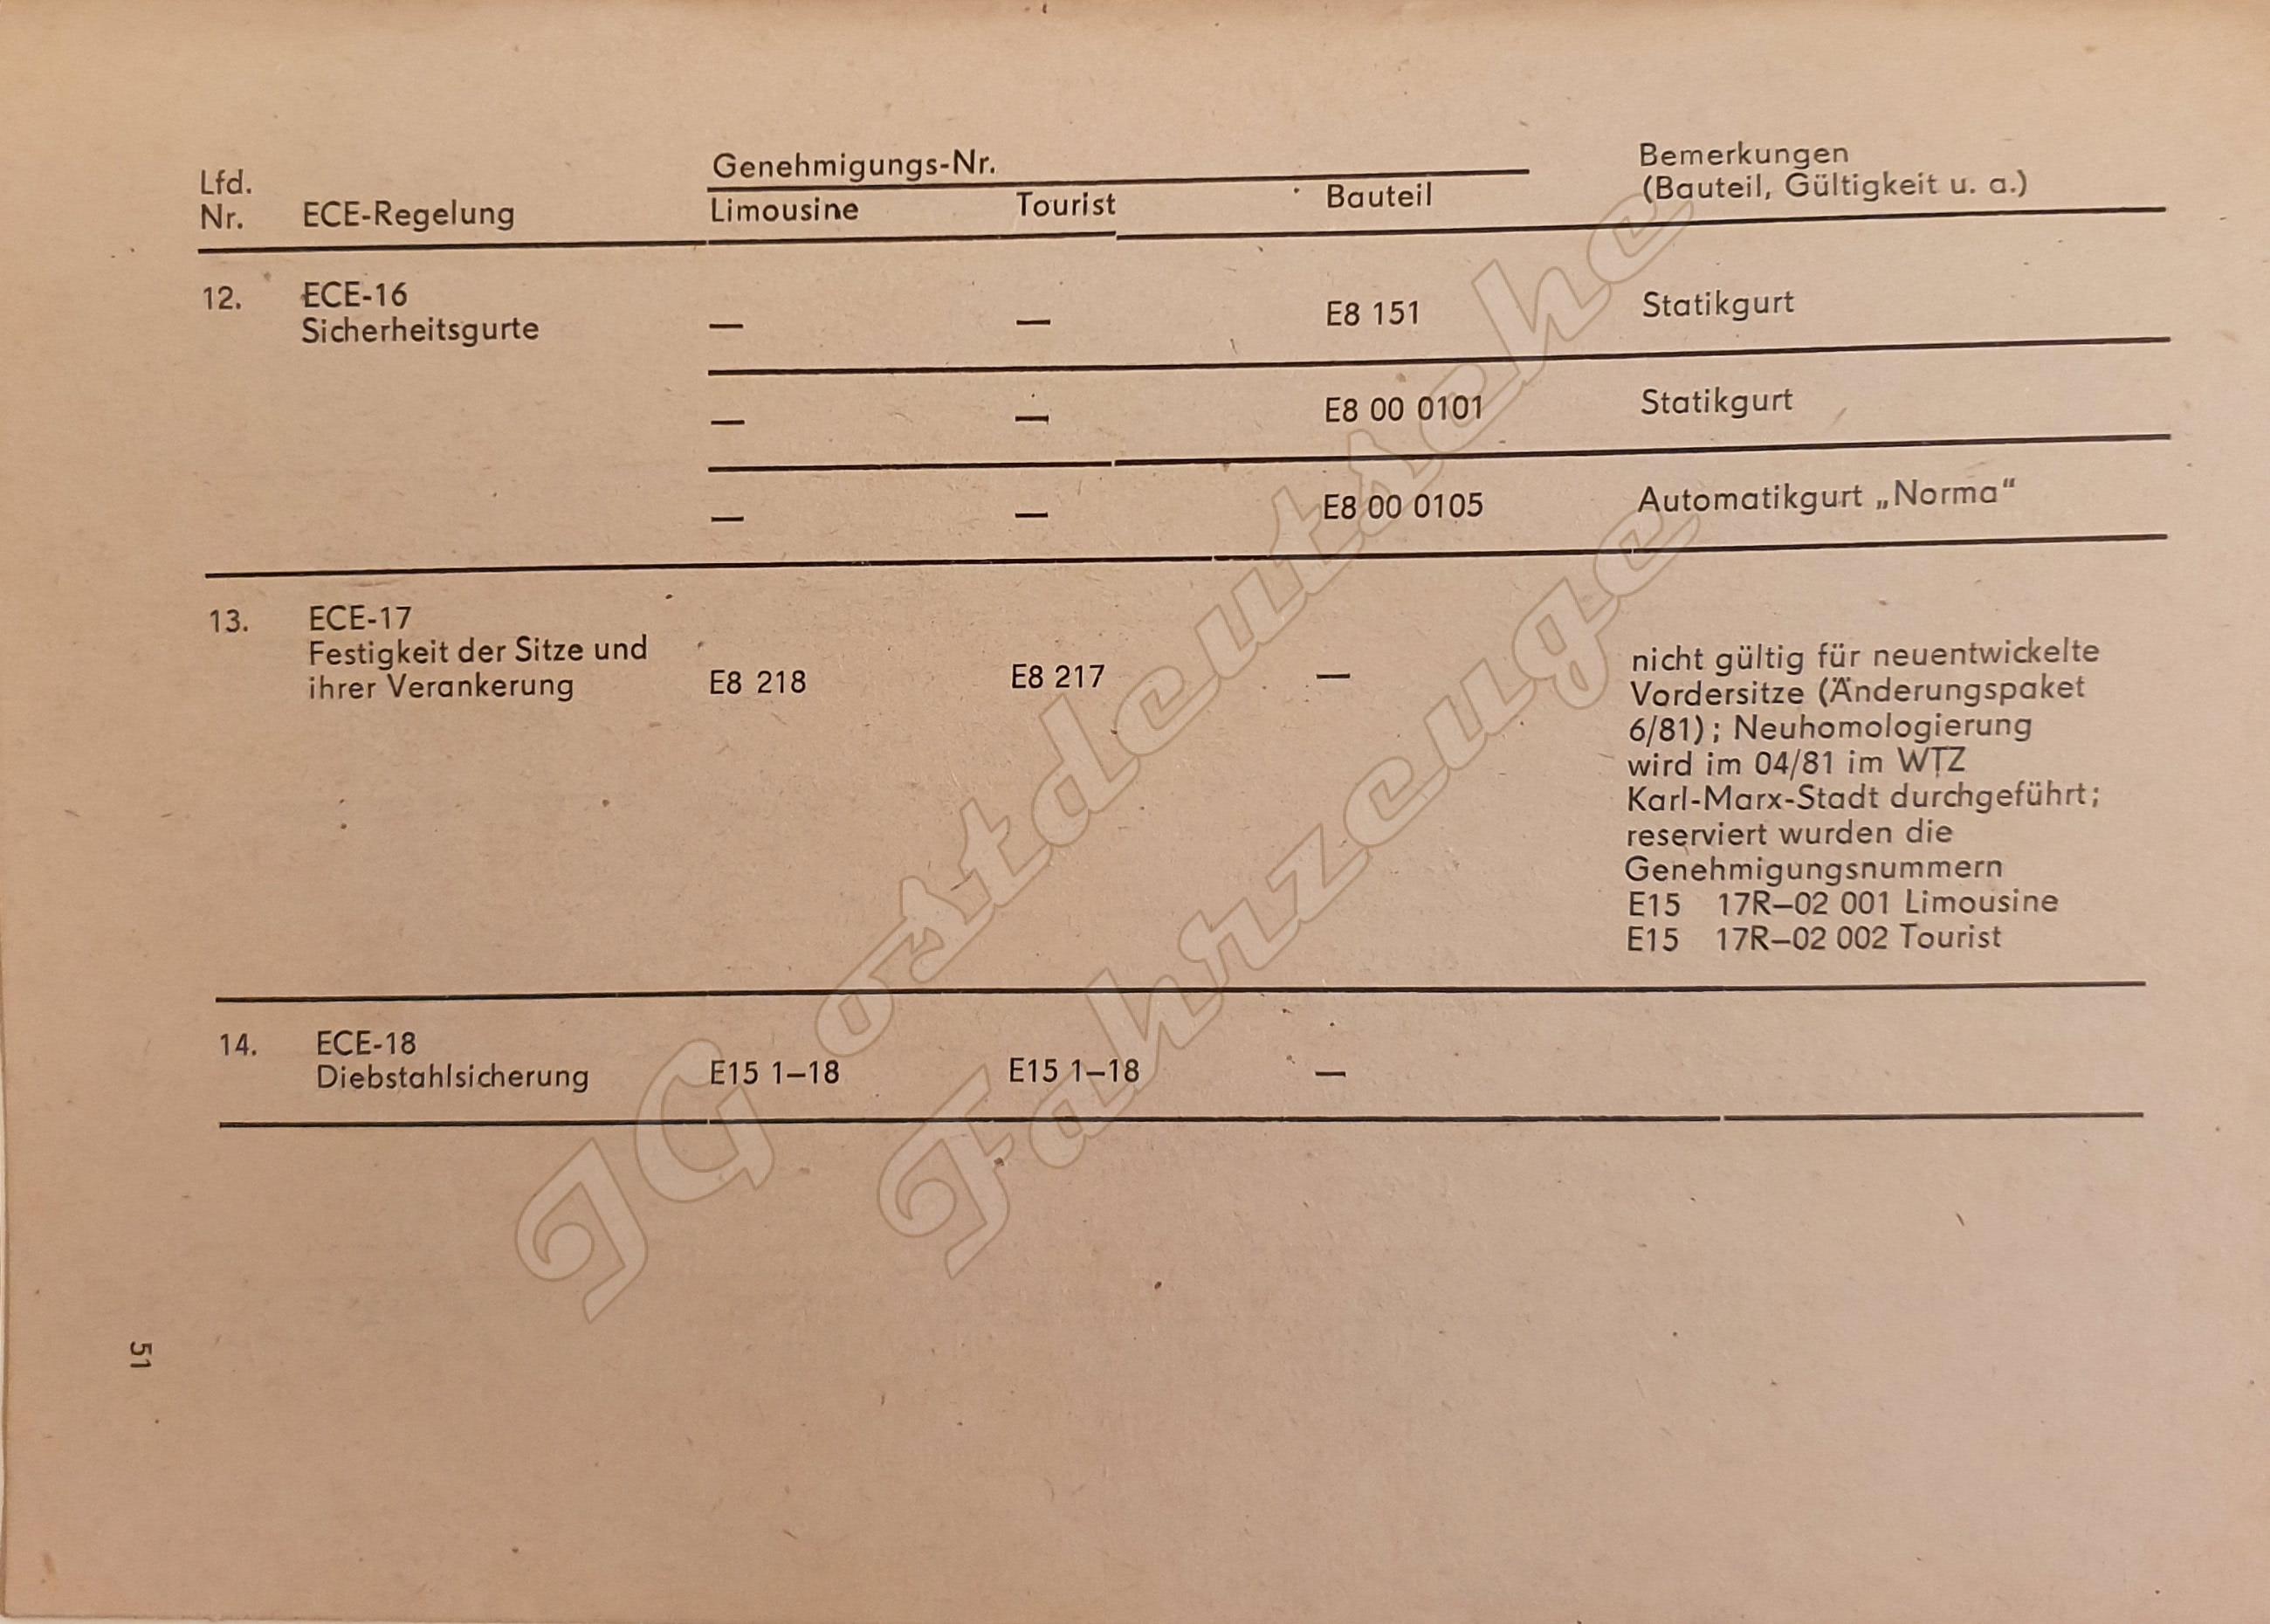 Genehmigungs-Nr.
Bemerkungen
Lfd.
Nr. ECE-Regelung Limousine Tourist Bauteil (Bauteil, Gültigkeit u. a.)
12. ECE-16
Sicherheitsgurte — — E8 151 Statikgurt
— — E8 00 0101 Statikgurt
— — E8 00 0105 Automatikgurt „Norma“
13. ECE-17
Festigkeit der Sitze und
ihrer Verankerung E8 218 E8 217 —
nicht gültig für neuentwickelte
Vordersitze (Änderungspaket
6/81) ; Neuhomologierung
wird im 04/81 im WTZ
Karl-Marx-Stadt durchgeführt;
reserviert wurden die
Genehmigungsnummern
E15 17R—02 001 Limousine
E15 17R—02 002 Tourist
14. ECE-18
Diebstahlsicherung E15 1—18 E15 1—18 —
51
IG ostdeutsche
Fahrzeuge